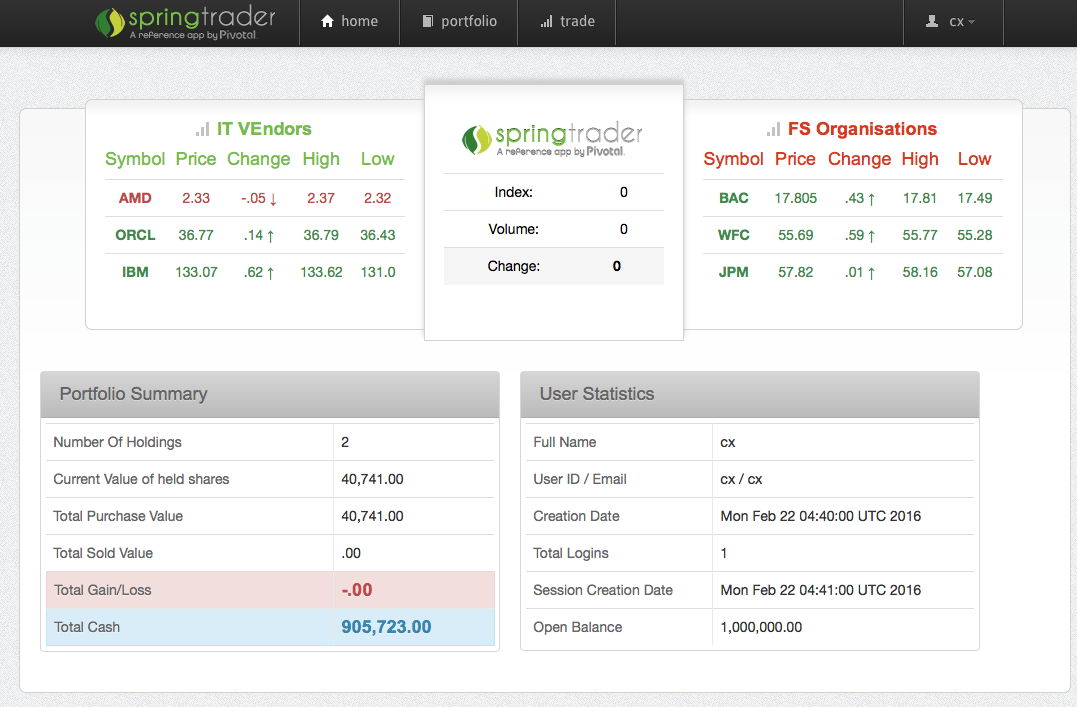 springtrader
A reference app by Pivotal.
home
portfolio
trade
cx
IT VEndors
Symbol Price Change High Low
AMD 2.33 -.05 ↓ 2.37 2.32
ORCL 36.77 .14 ↑ 36.79 36.43
IBM 133.07 .62 ↑ 133.62 131.0
springtrader
A reference app by Pivotal.
Index: 0
Volume: 0
Change: 0
FS Organisations
Symbol Price Change High Low
BAC 17.805 .43 ↑ 17.81 17.49
WFC 55.69 .59 ↑ 55.77 55.28
JPM 57.82 .01 ↑ 58.16 57.08
Portfolio Summary
Number Of Holdings 2
Current Value of held shares 40,741.00
Total Purchase Value 40,741.00
Total Sold Value .00
Total Gain/Loss -.00
Total Cash 905,723.00
User Statistics
Full Name cx
User ID / Email cx / cx
Creation Date Mon Feb 22 04:40:00 UTC 2016
Total Logins 1
Session Creation Date Mon Feb 22 04:41:00 UTC 2016
Open Balance 1,000,000.00